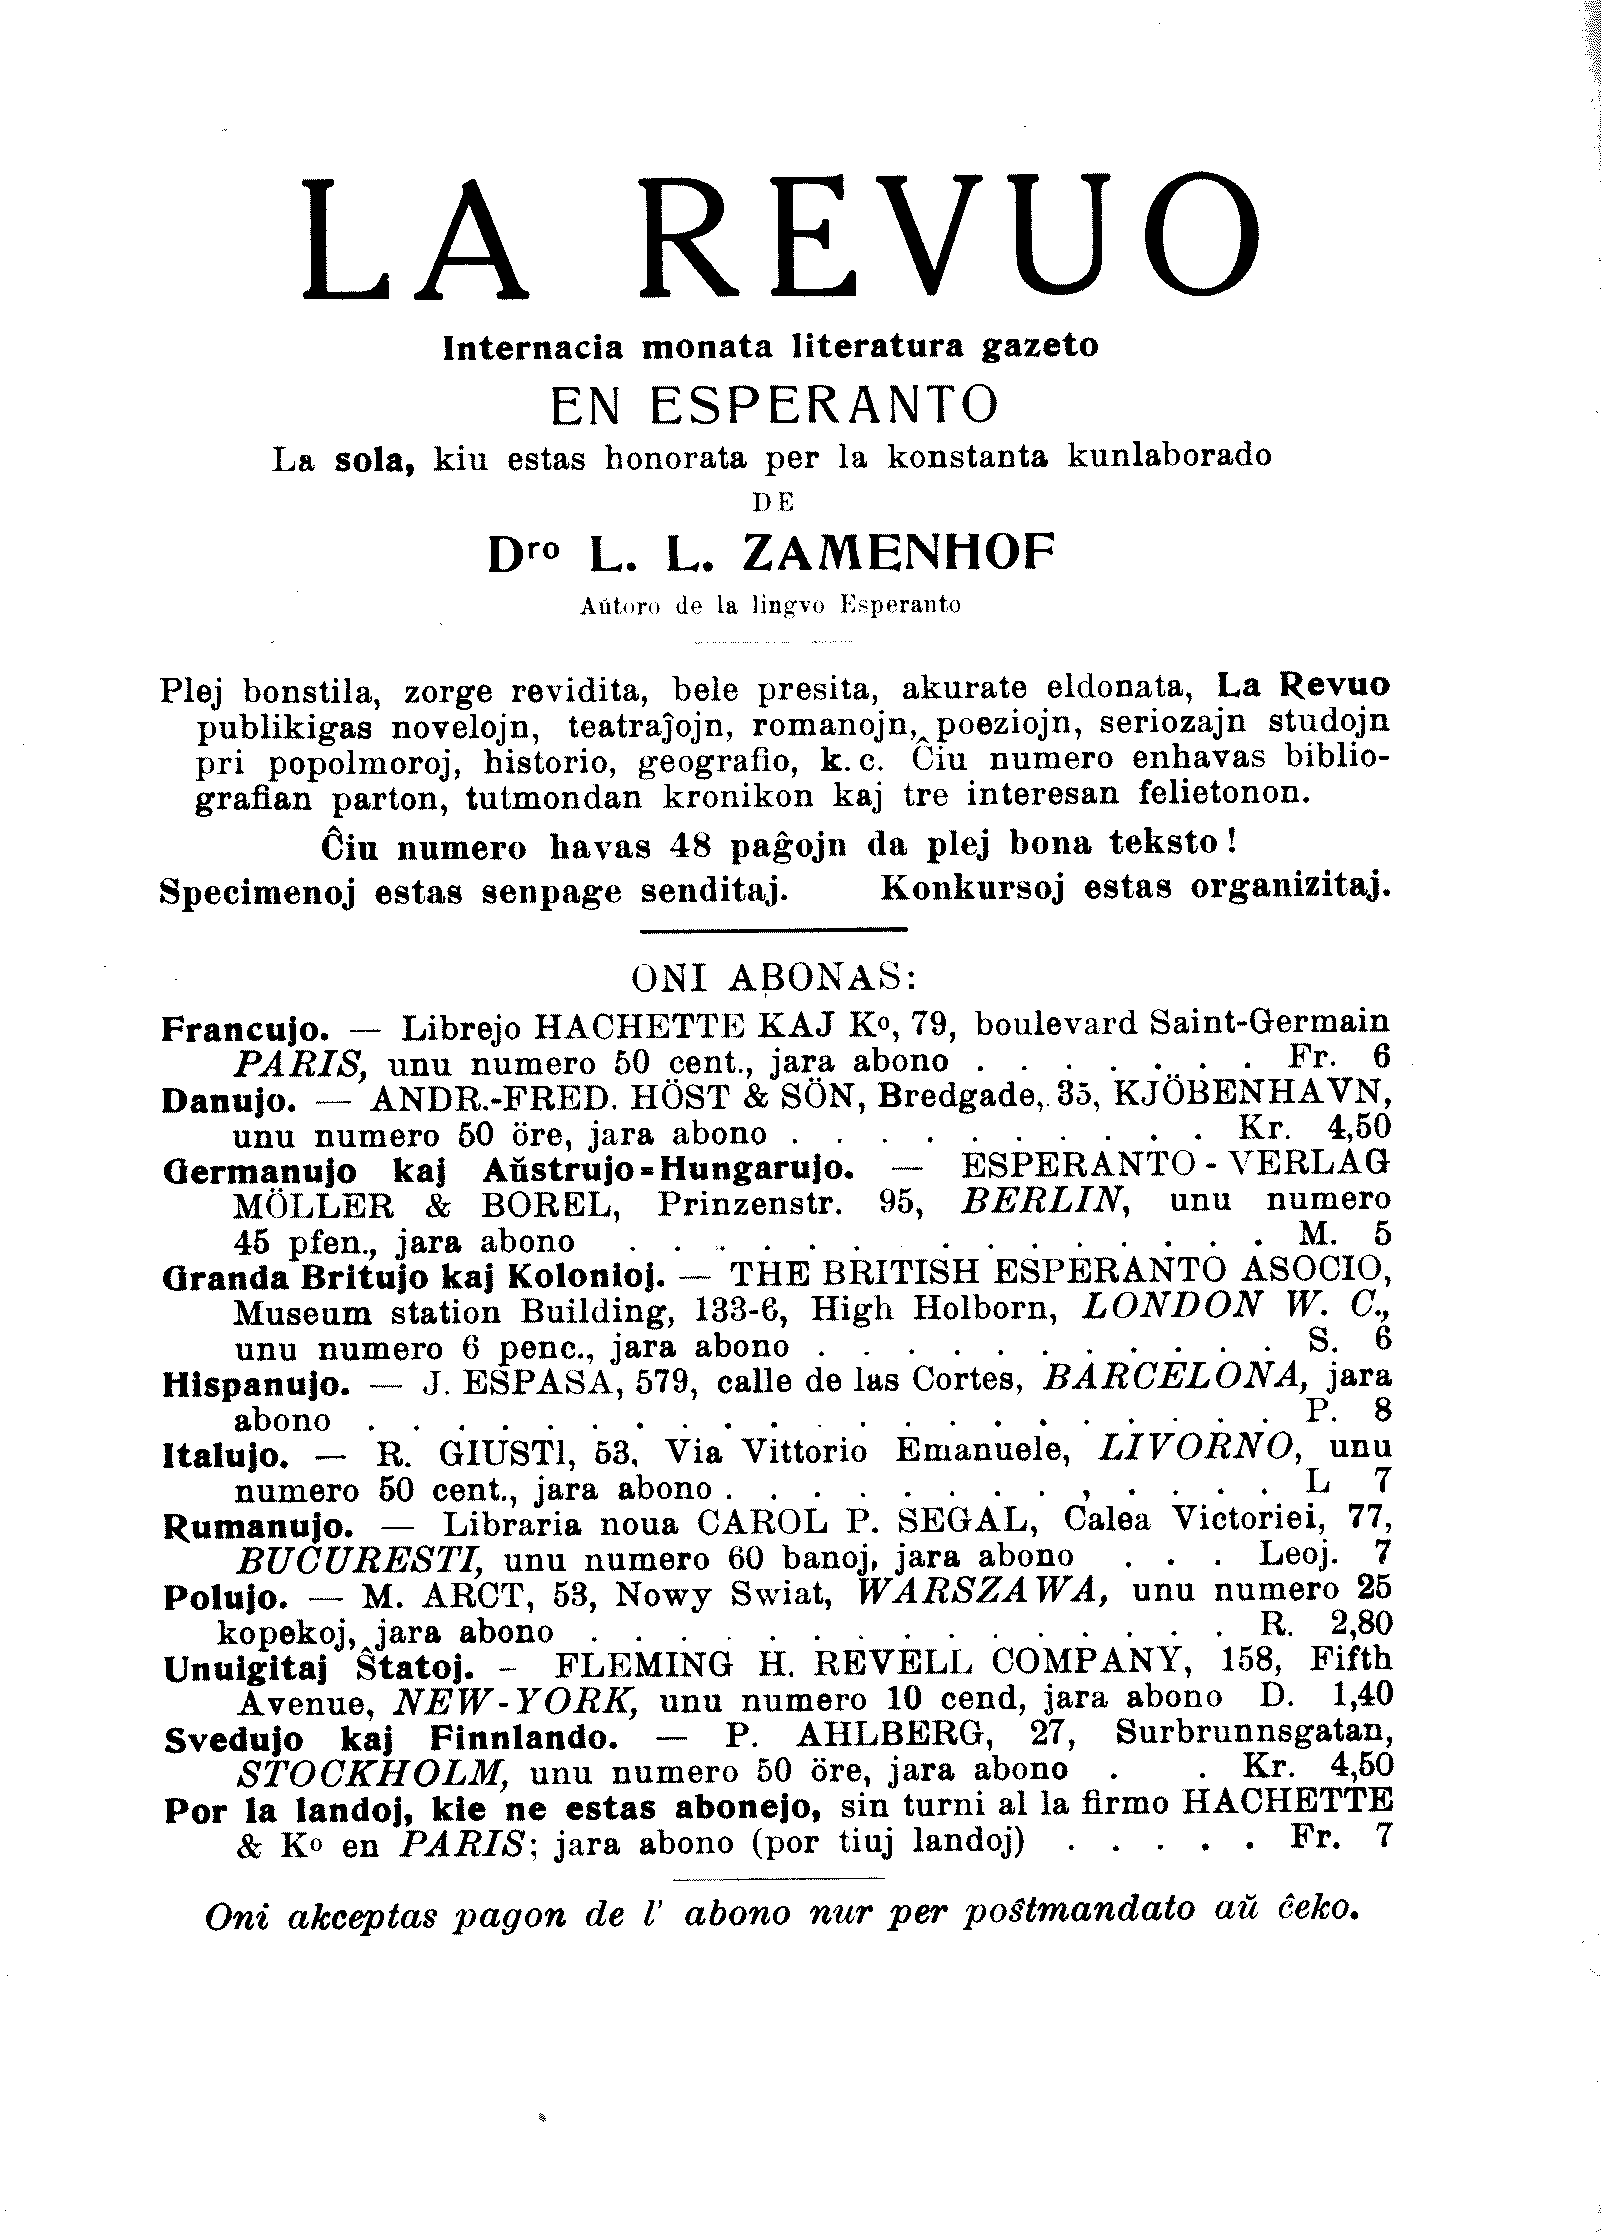 LA REVUO
Internacia monata literatura gazeto
EN ESPERANTO
La sola, kiu estas honorata per la konstanta kunlaborado
DE
Dro L. L. ZAMENHOF
Aŭtoro de la lingvo Esperanto
Plej bonstila, zorge revidita, bele presita, akurate eldonata, La Revuo
publikigas novelojn, teatraĵojn, romanojn, poeziojn, seriozajn studojn
pri popolmoroj, historio, geografio, k. c. Ĉiu numero enhavas biblio-
grafian parton, tutmondan kronikon kaj tre interesan felietonon.
Ĉiu numero havas 48 paĝojn da plej bona teksto!
Specimenoj estas senpage senditaj. Konkursoj estas organizitaj.
ONI ABONAS:
Francujo. — Librejo HACHETTE KAJ Ko, 79, boulevard Saint-Germain
PARIS, unu numero 50 cent., jara abono . . . . . . . Fr. 6
Danujo. — ANDR.-FRED. HÖST & SÖN, Bredgade, 35, KJÖBENHAVN,
unu numero 50 öre, jara abono . . . . . . . . . . Kr. 4,50
Germanujo kaj Aŭstrujo-Hungarujo. — ESPERANTO-VERLAG
MÖLLER & BOREL, Prinzenstr. 95, BERLIN, unu numero
45 pfen., jara abono . . . . . . . . . . . . . . M. 5
Granda Britujo kaj Kolonioj. — THE BRITISH ESPERANTO ASOCIO,
Museum station Building, 133-6, High Holborn, LONDON W. C.,
unu numero 6 penc., jara abono . . . . . . . . . . . S. 6
Hispanujo. — J. ESPASA, 579, calle de las Cortes, BARCELONA, jara
abono . . . . . . . . . . . . . . . . . . . . . P. 8
Italujo. — R. GIUSTI, 53, Via Vittorio Emanuele, LIVORNO, unu
numero 50 cent., jara abono . . . . . . . . , . . . . L 7
Rumanujo. — Libraria noua CAROL P. SEGAL, Calea Victoriei, 77,
BUCURESTI, unu numero 60 banoj, jara abono . . . Leoj. 7
Polujo. — M. ARCT, 53, Nowy Swiat, WARSZAWA, unu numero 25
kopekoj, jara abono . . . . . . . . . . . . . . . R. 2,80
Unuigitaj Ŝtatoj. – FLEMING H. REVELL COMPANY, 158, Fifth
Avenue, NEW-YORK, unu numero 10 cend, jara abono D. 1,40
Svedujo kaj Finnlando. — P. AHLBERG, 27, Surbrunnsgatan,
STOCKHOLM, unu numero 50 öre, jara abono . . Kr. 4,50
Por la landoj, kie ne estas abonejo, sin turni al la firmo HACHETTE
& Ko en PARIS; jara abono (por tiuj landoj) . . . . . Fr. 7
Oni akceptas pagon de l' abono nur per poŝtmandato aŭ ĉeko.